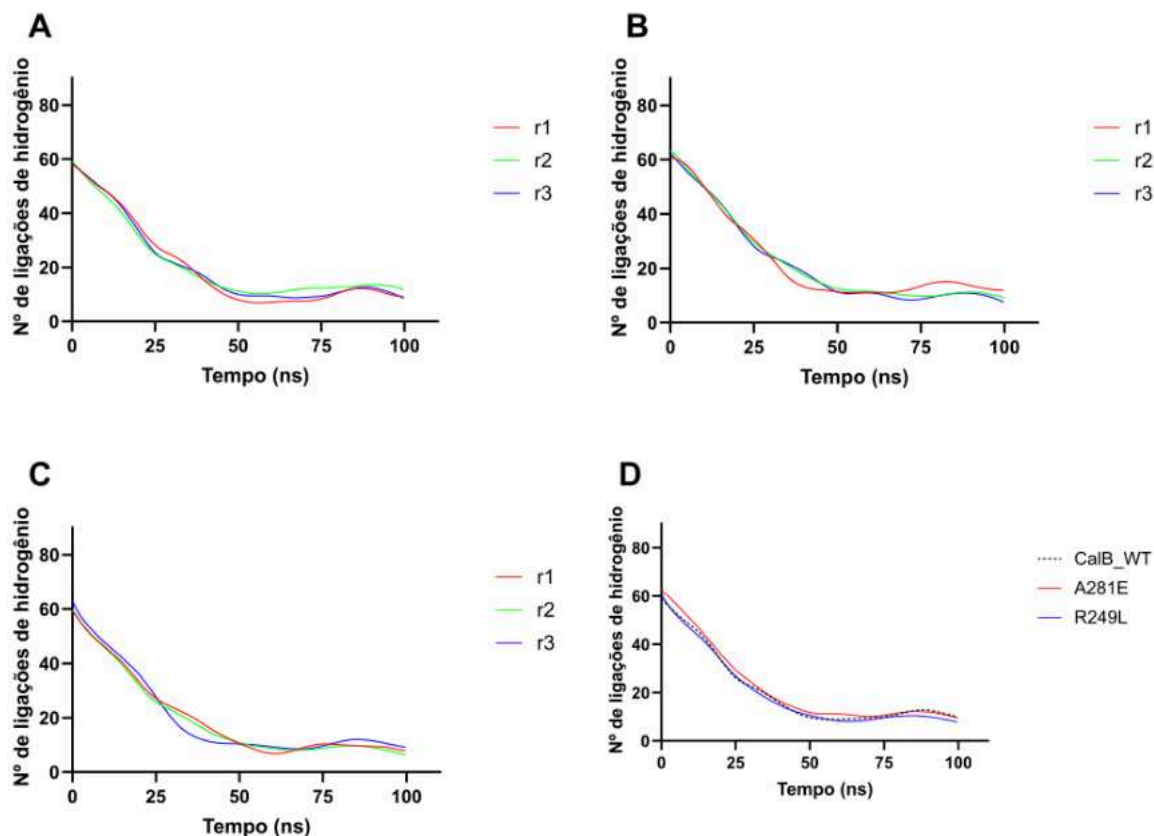 A
Nº de ligações de hidrogênio
80
60
40
20
0
0 25 50 75 100
Tempo (ns)
r1
r2
r3
B
Nº de ligações de hidrogênio
80
60
40
20
0
0 25 50 75 100
Tempo (ns)
r1
r2
r3
C
Nº de ligações de hidrogênio
80
60
40
20
0
0 25 50 75 100
Tempo (ns)
r1
r2
r3
D
Nº de ligações de hidrogênio
80
60
40
20
0
0 25 50 75 100
Tempo (ns)
CalB_WT
A281E
R249L